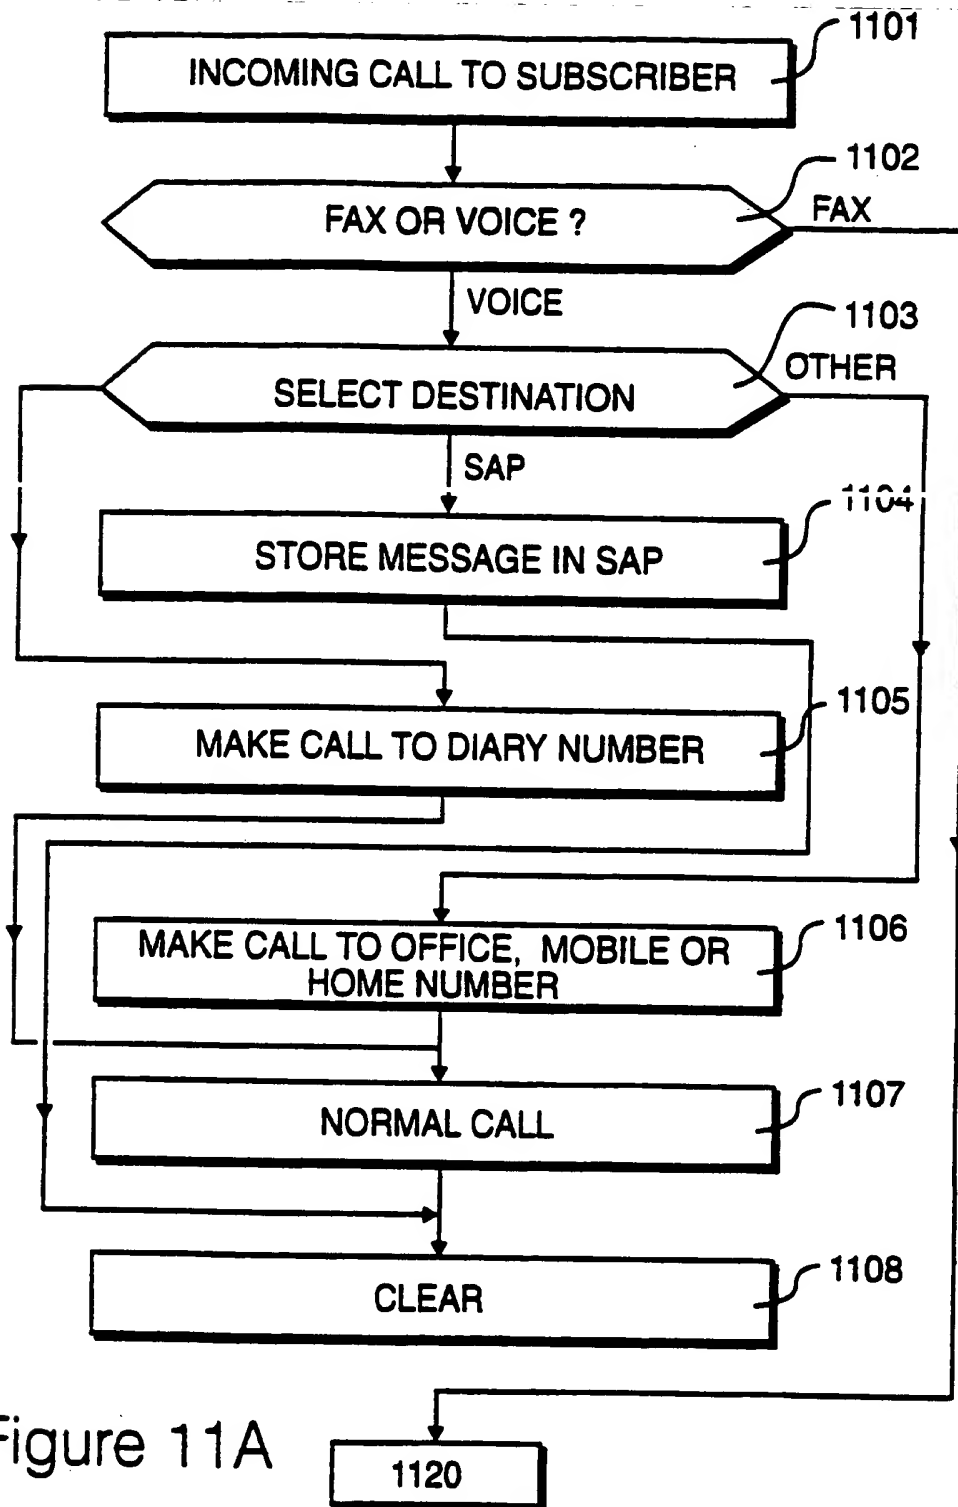 1101
INCOMING CALL TO SUBSCRIBER
1102
FAX OR VOICE ?
FAX
VOICE
1103
OTHER
SELECT DESTINATION
SAP
1104
STORE MESSAGE IN SAP
1105
MAKE CALL TO DIARY NUMBER
1106
MAKE CALL TO OFFICE, MOBILE OR
HOME NUMBER
1107
NORMAL CALL
1108
CLEAR
Figure 11A
1120